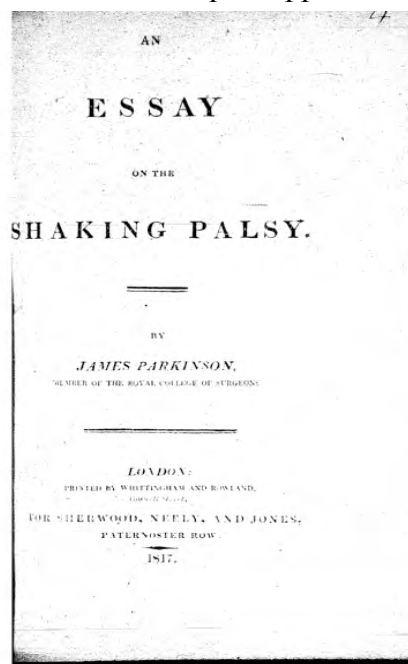 AN
ESSAY
ON THE
SHAKING PALSY.
BY
JAMES PARKINSON,
MEMBER OF THE ROYAL COLLEGE OF SURGEONS
LONDON:
PRINTED BY WHITTINGHAM AND ROWLAND,
FOR SHERWOOD, NEELY, AND JONES,
PATERNOSTER ROW
1817.